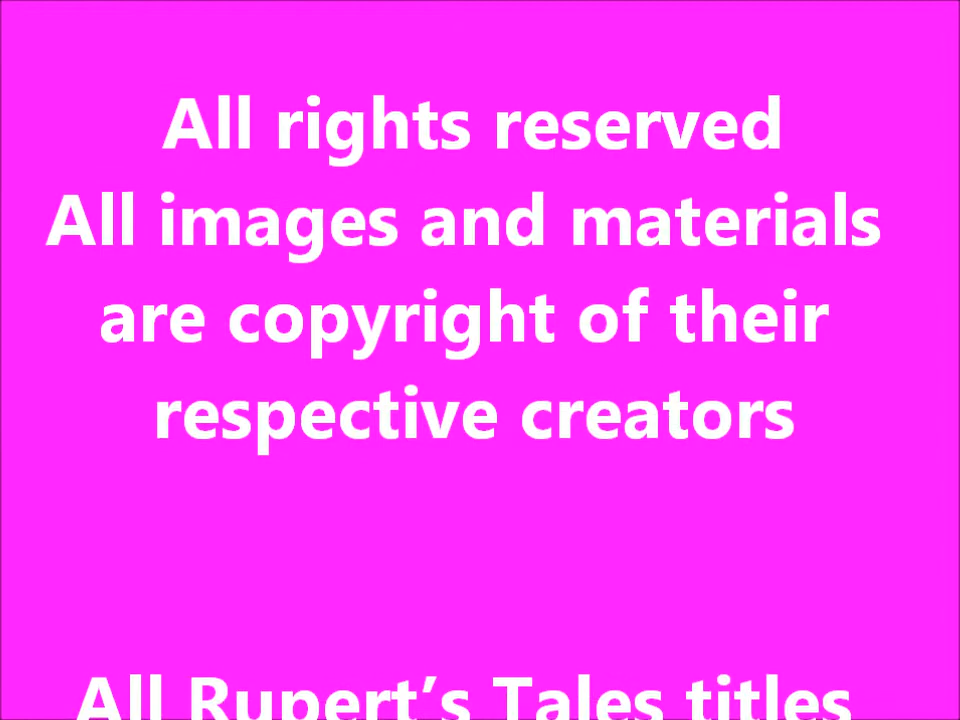 All rights reserved
All images and materials
are copyright of their
respective creators
All Rupert’s Tales titles